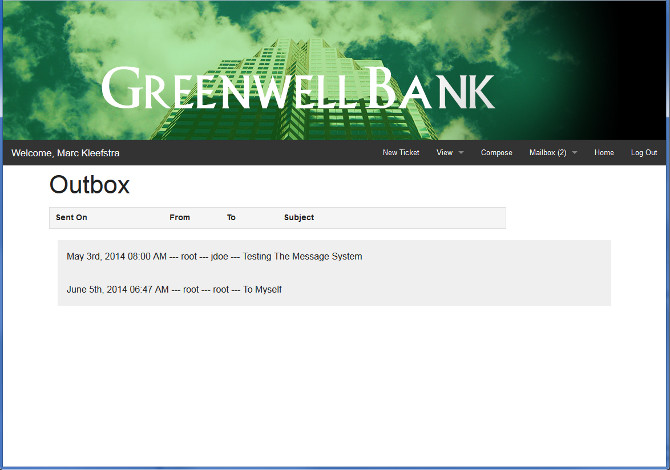 GREENWELL BANK
Welcome, Marc Kleefstra New Ticket View Compose Mailbox (2) Home Log Out
Outbox
Sent On From To Subject
May 3rd, 2014 08:00 AM --- root --- jdoe --- Testing The Message System
June 5th, 2014 06:47 AM --- root --- root --- To Myself